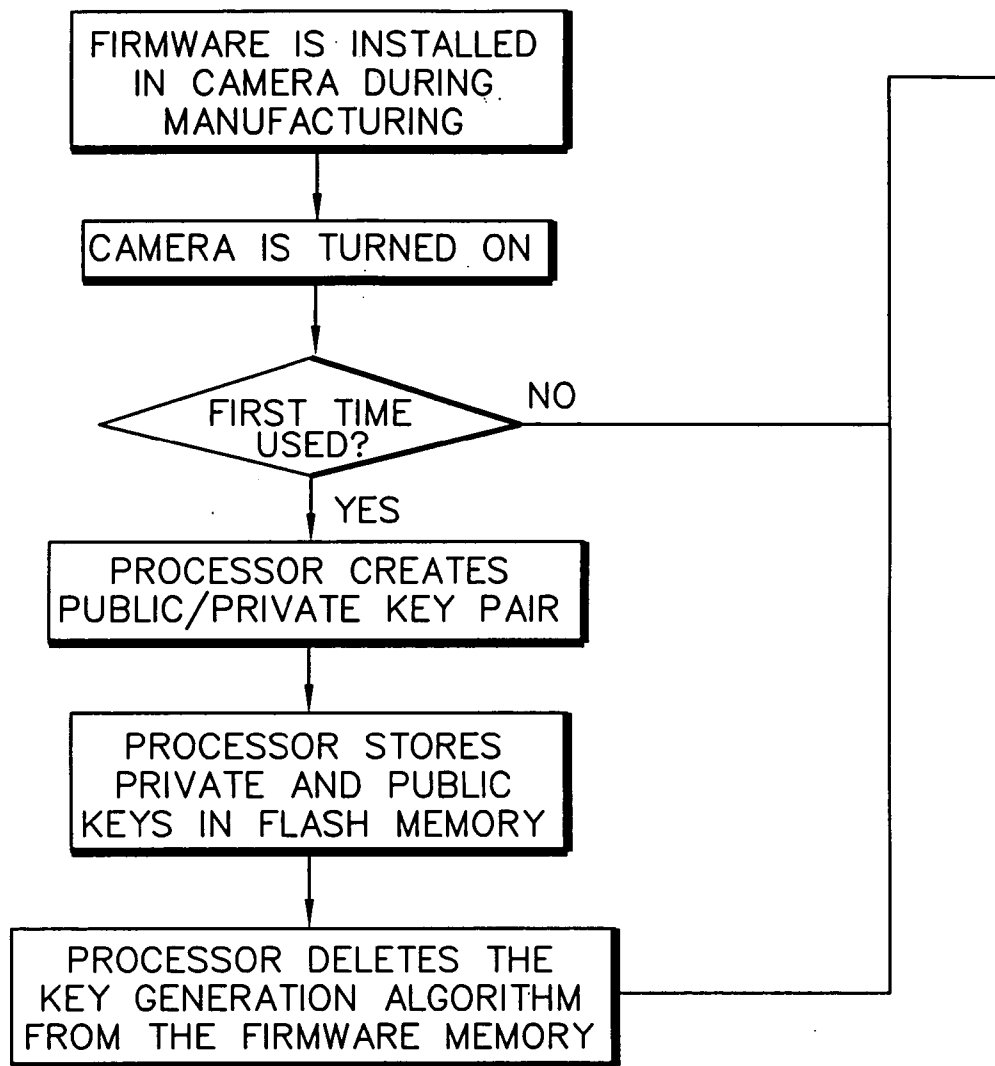 FIRMWARE IS INSTALLED
IN CAMERA DURING
MANUFACTURING
CAMERA IS TURNED ON
FIRST TIME
USED?
NO
YES
PROCESSOR CREATES
PUBLIC/PRIVATE KEY PAIR
PROCESSOR STORES
PRIVATE AND PUBLIC
KEYS IN FLASH MEMORY
PROCESSOR DELETES THE
KEY GENERATION ALGORITHM
FROM THE FIRMWARE MEMORY